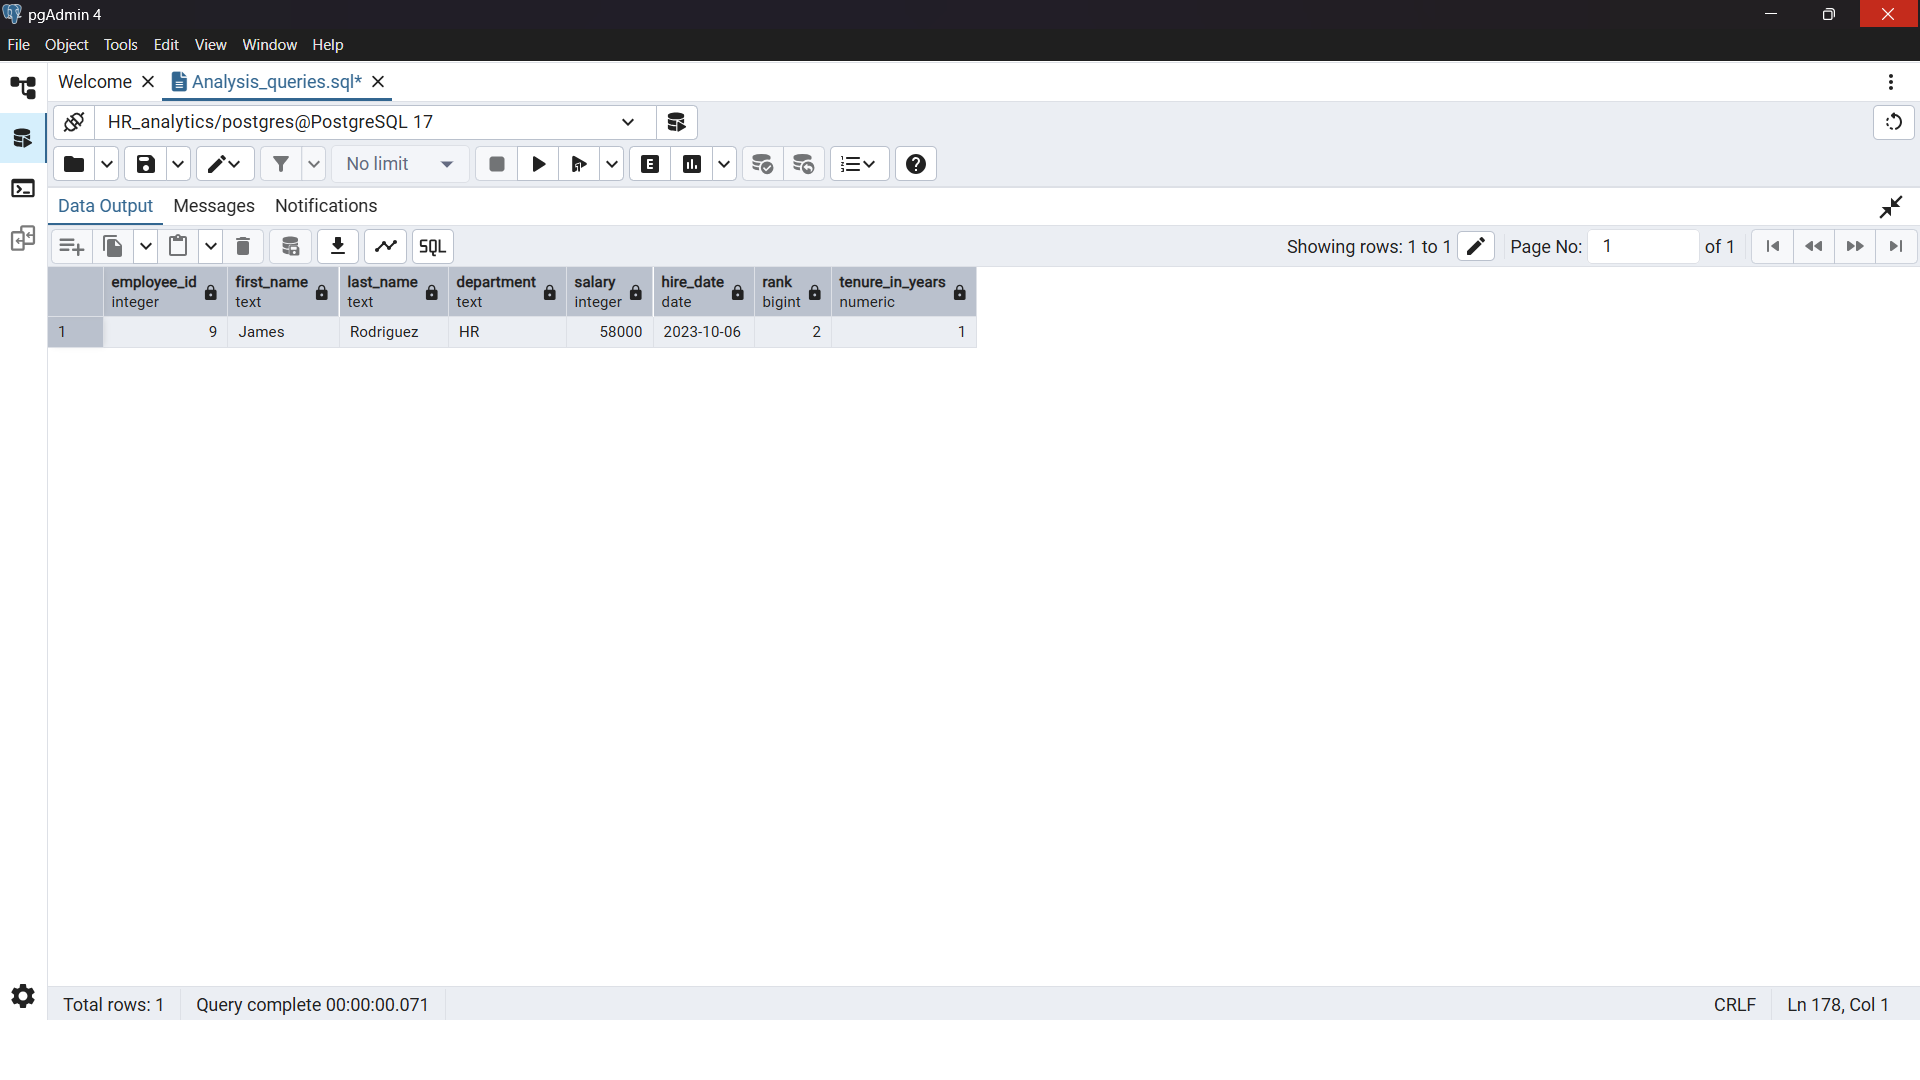 pgAdmin 4
File Object Tools Edit View Window Help
Welcome Analysis_queries.sql*
HR_analytics/postgres@PostgreSQL 17
No limit E
Data Output Messages Notifications
SQL Showing rows: 1 to 1 Page No: 1 of 1
employee_id first_name last_name department salary hire_date rank tenure_in_years
integer text text text integer date bigint numeric
1 9 James Rodriguez HR 58000 2023-10-06 2 1
Total rows: 1 Query complete 00:00:00.071 CRLF Ln 178, Col 1